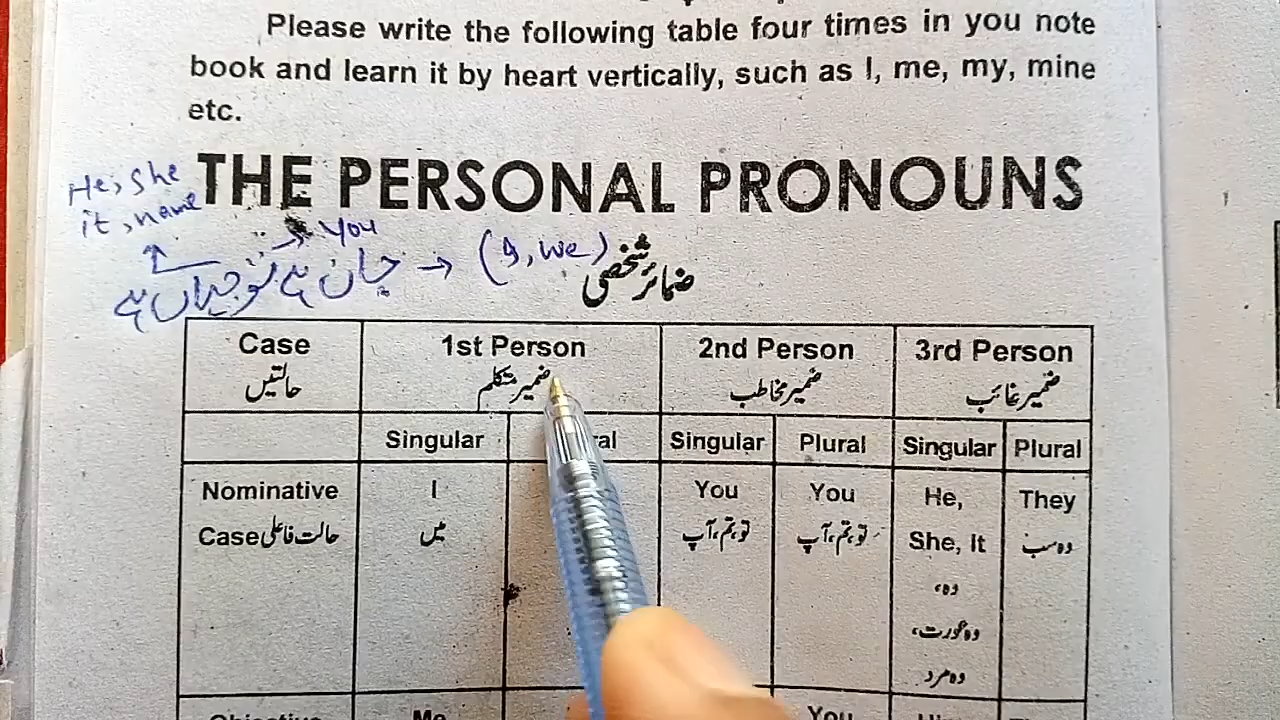 Please write the following table four times in you note
book and learn it by heart vertically, such as I, me, my, mine
etc.
THE PERSONAL PRONOUNS
He, She
it, name
You
(I, we)
ہے تو جہاں ہے
جان
ضمائر شخصی
Case 1st Person 2nd Person 3rd Person
حالتیں ضمیر متکلم ضمیر مخاطب ضمیر غائب
Singular ral Singular Plural Singular Plural
Nominative I You You He, They
Case حالت فاعلی میں تو، تم، آپ تو، تم، آپ She, It وہ سب
وہ،
وہ عورت،
وہ مرد
Me You